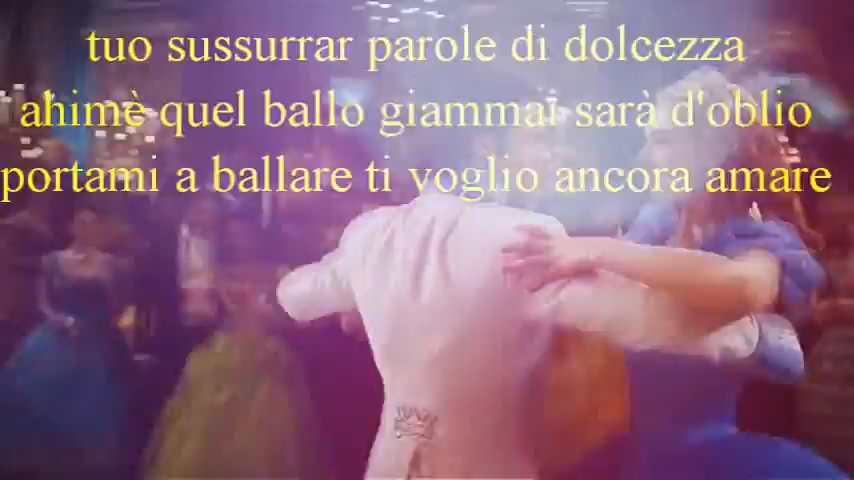 tuo sussurrar parole di dolcezza
ahimè quel ballo giammai sarà d'oblio
portami a ballare ti voglio ancora amare